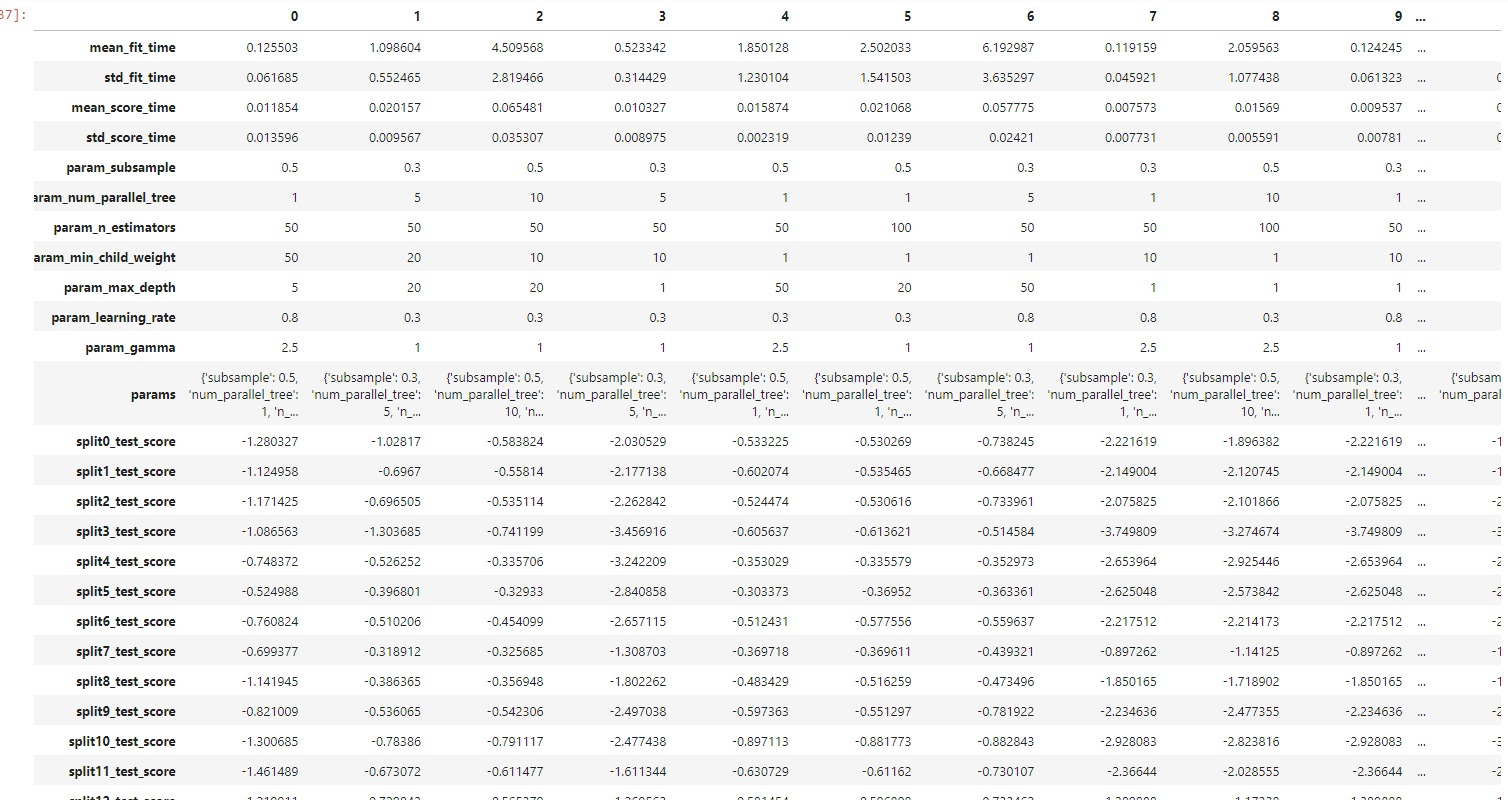 37]:
0 1 2 3 4 5 6 7 8 9 ...
mean_fit_time 0.125503 1.098604 4.509568 0.523342 1.850128 2.502033 6.192987 0.119159 2.059563 0.124245 ...
std_fit_time 0.061685 0.552465 2.819466 0.314429 1.230104 1.541503 3.635297 0.045921 1.077438 0.061323 ... 0
mean_score_time 0.011854 0.020157 0.065481 0.010327 0.015874 0.021068 0.057775 0.007573 0.01569 0.009537 ... 0
std_score_time 0.013596 0.009567 0.035307 0.008975 0.002319 0.01239 0.02421 0.007731 0.005591 0.00781 ... 0
param_subsample 0.5 0.3 0.5 0.3 0.5 0.5 0.3 0.3 0.5 0.3 ...
aram_num_parallel_tree 1 5 10 5 1 1 5 1 10 1 ...
param_n_estimators 50 50 50 50 50 100 50 50 100 50 ...
aram_min_child_weight 50 20 10 10 1 1 1 10 1 10 ...
param_max_depth 5 20 20 1 50 20 50 1 1 1 ...
param_learning_rate 0.8 0.3 0.3 0.3 0.3 0.3 0.8 0.8 0.3 0.8 ...
param_gamma 2.5 1 1 1 2.5 1 1 2.5 2.5 1 ...
{'subsample': 0.5, {'subsample': 0.3, {'subsample': 0.5, {'subsample': 0.3, {'subsample': 0.5, {'subsample': 0.5, {'subsample': 0.3, {'subsample': 0.3, {'subsample': 0.5, {'subsample': 0.3, {'subsam
params 'num_parallel_tree': 'num_parallel_tree': 'num_parallel_tree': 'num_parallel_tree': 'num_parallel_tree': 'num_parallel_tree': 'num_parallel_tree': 'num_parallel_tree': 'num_parallel_tree': 'num_parallel_tree': ... 'num_parall
1, 'n_... 5, 'n_... 10, 'n... 5, 'n_... 1, 'n_... 1, 'n_... 5, 'n_... 1, 'n_... 10, 'n_... 1, 'n_...
split0_test_score -1.280327 -1.02817 -0.583824 -2.030529 -0.533225 -0.530269 -0.738245 -2.221619 -1.896382 -2.221619 ... -1
split1_test_score -1.124958 -0.6967 -0.55814 -2.177138 -0.602074 -0.535465 -0.668477 -2.149004 -2.120745 -2.149004 ... -1
split2_test_score -1.171425 -0.696505 -0.535114 -2.262842 -0.524474 -0.530616 -0.733961 -2.075825 -2.101866 -2.075825 ... -2
split3_test_score -1.086563 -1.303685 -0.741199 -3.456916 -0.605637 -0.613621 -0.514584 -3.749809 -3.274674 -3.749809 ... -3
split4_test_score -0.748372 -0.526252 -0.335706 -3.242209 -0.353029 -0.335579 -0.352973 -2.653964 -2.925446 -2.653964 ... -2
split5_test_score -0.524988 -0.396801 -0.32933 -2.840858 -0.303373 -0.36952 -0.363361 -2.625048 -2.573842 -2.625048 ... -2
split6_test_score -0.760824 -0.510206 -0.454099 -2.657115 -0.512431 -0.577556 -0.559637 -2.217512 -2.214173 -2.217512 ... -2
split7_test_score -0.699377 -0.318912 -0.325685 -1.308703 -0.369718 -0.369611 -0.439321 -0.897262 -1.14125 -0.897262 ... -1
split8_test_score -1.141945 -0.386365 -0.356948 -1.802262 -0.483429 -0.516259 -0.473496 -1.850165 -1.718902 -1.850165 ... -1
split9_test_score -0.821009 -0.536065 -0.542306 -2.497038 -0.597363 -0.551297 -0.781922 -2.234636 -2.477355 -2.234636 ... -2
split10_test_score -1.300685 -0.78386 -0.791117 -2.477438 -0.897113 -0.881773 -0.882843 -2.928083 -2.823816 -2.928083 ... -3
split11_test_score -1.461489 -0.673072 -0.611477 -1.611344 -0.630729 -0.61162 -0.730107 -2.36644 -2.028555 -2.36644 ... -2